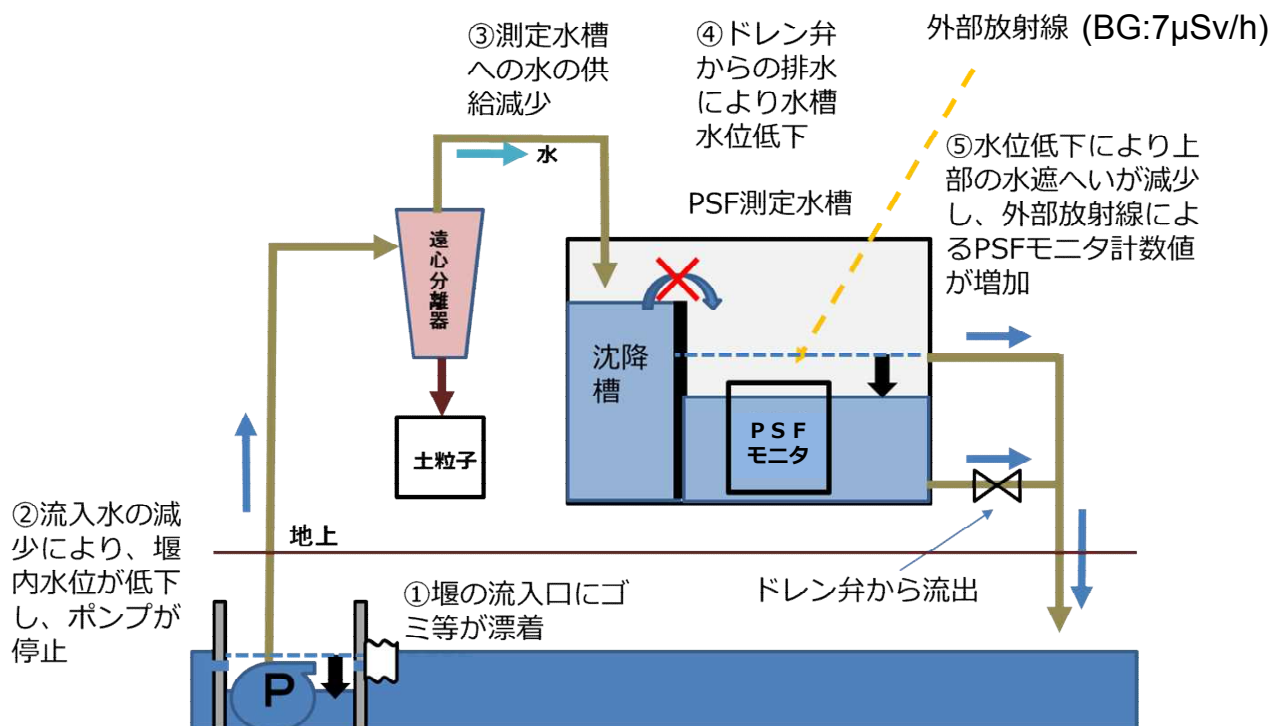 外部放射線 (BG:7μSv/h)
③測定水槽
への水の供
給減少
④ドレン弁
からの排水
により水槽
水位低下
⑤水位低下により上
部の水遮へいが減少
し、外部放射線によ
るPSFモニタ計数値
が増加
水
PSF測定水槽
遠心分離器
沈降
槽
PSF
モニタ
土粒子
②流入水の減
少により、堰
内水位が低下
し、ポンプが
停止
地上
①堰の流入口にゴ
ミ等が漂着
ドレン弁から流出
P